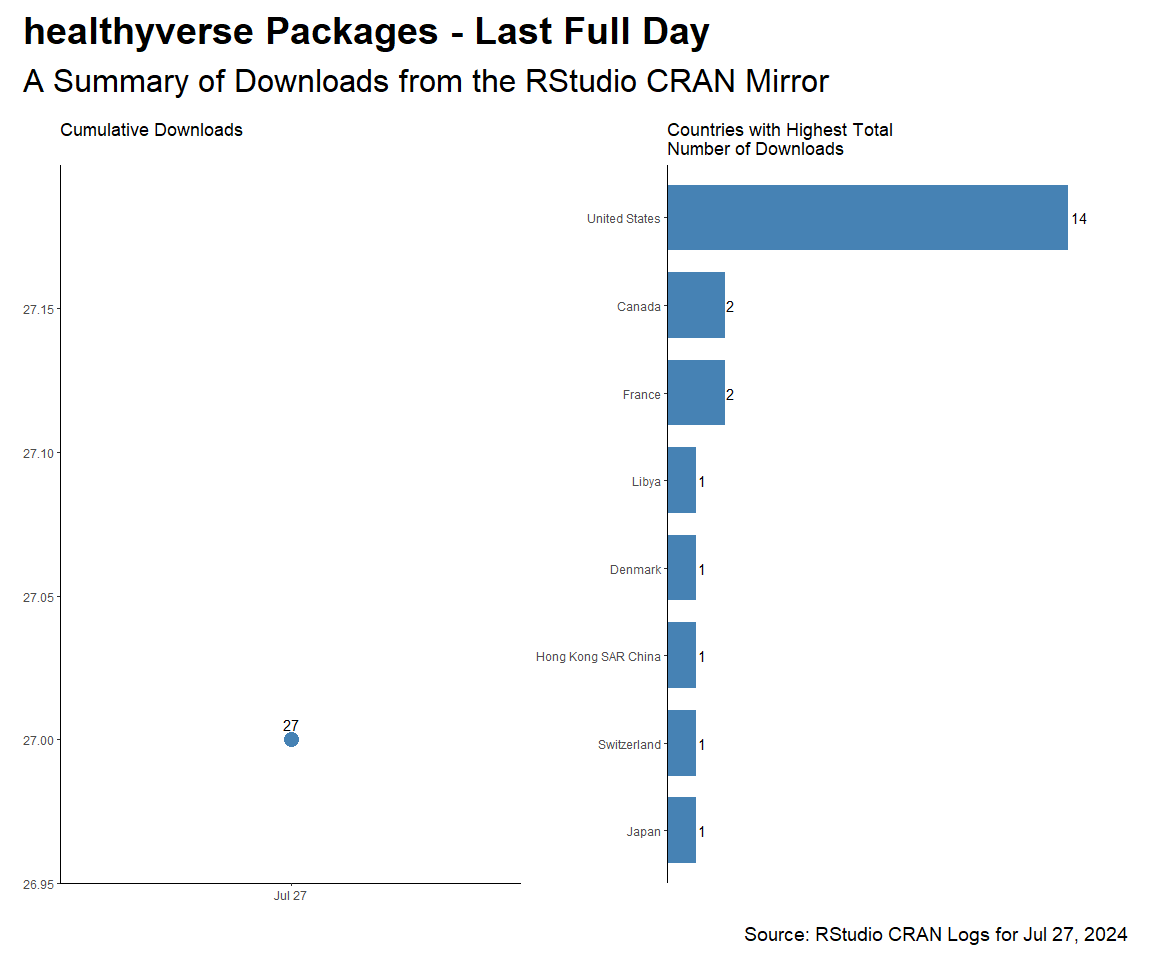 healthyverse Packages - Last Full Day
A Summary of Downloads from the RStudio CRAN Mirror
Cumulative Downloads
27.15
27.10
27.05
27.00
26.95
27
Jul 27
Countries with Highest Total
Number of Downloads
United States 14
Canada 2
France 2
Libya 1
Denmark 1
Hong Kong SAR China 1
Switzerland 1
Japan 1
Source: RStudio CRAN Logs for Jul 27, 2024